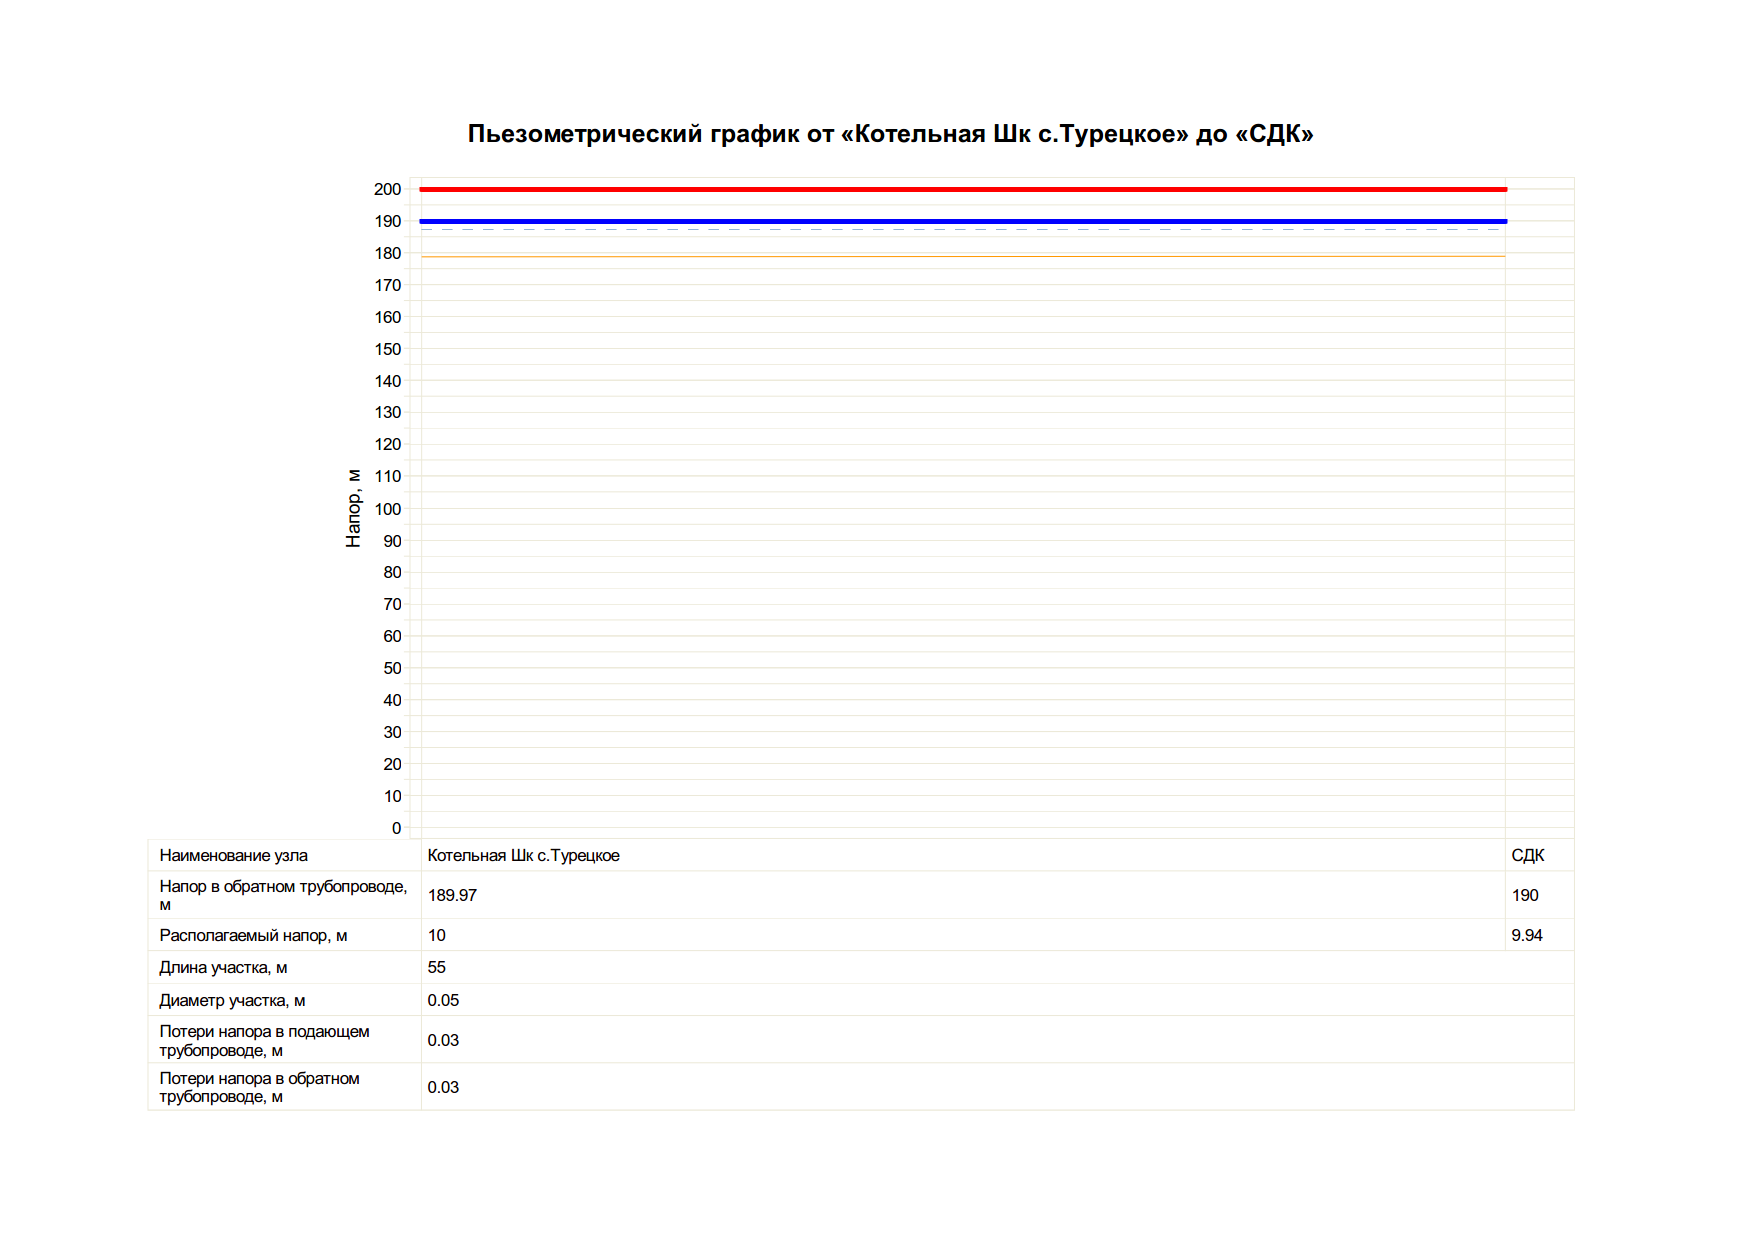 Пьезометрический график от «Котельная Шк с.Турецкое» до «СДК»
200
190
180
170
160
150
140
130
120
110
100
90
80
70
60
50
40
30
20
10
0
Напор, м
Наименование узла Котельная Шк с.Турецкое СДК
Напор в обратном трубопроводе,
м 189.97 190
Располагаемый напор, м 10 9.94
Длина участка, м 55
Диаметр участка, м 0.05
Потери напора в подающем
трубопроводе, м 0.03
Потери напора в обратном
трубопроводе, м 0.03